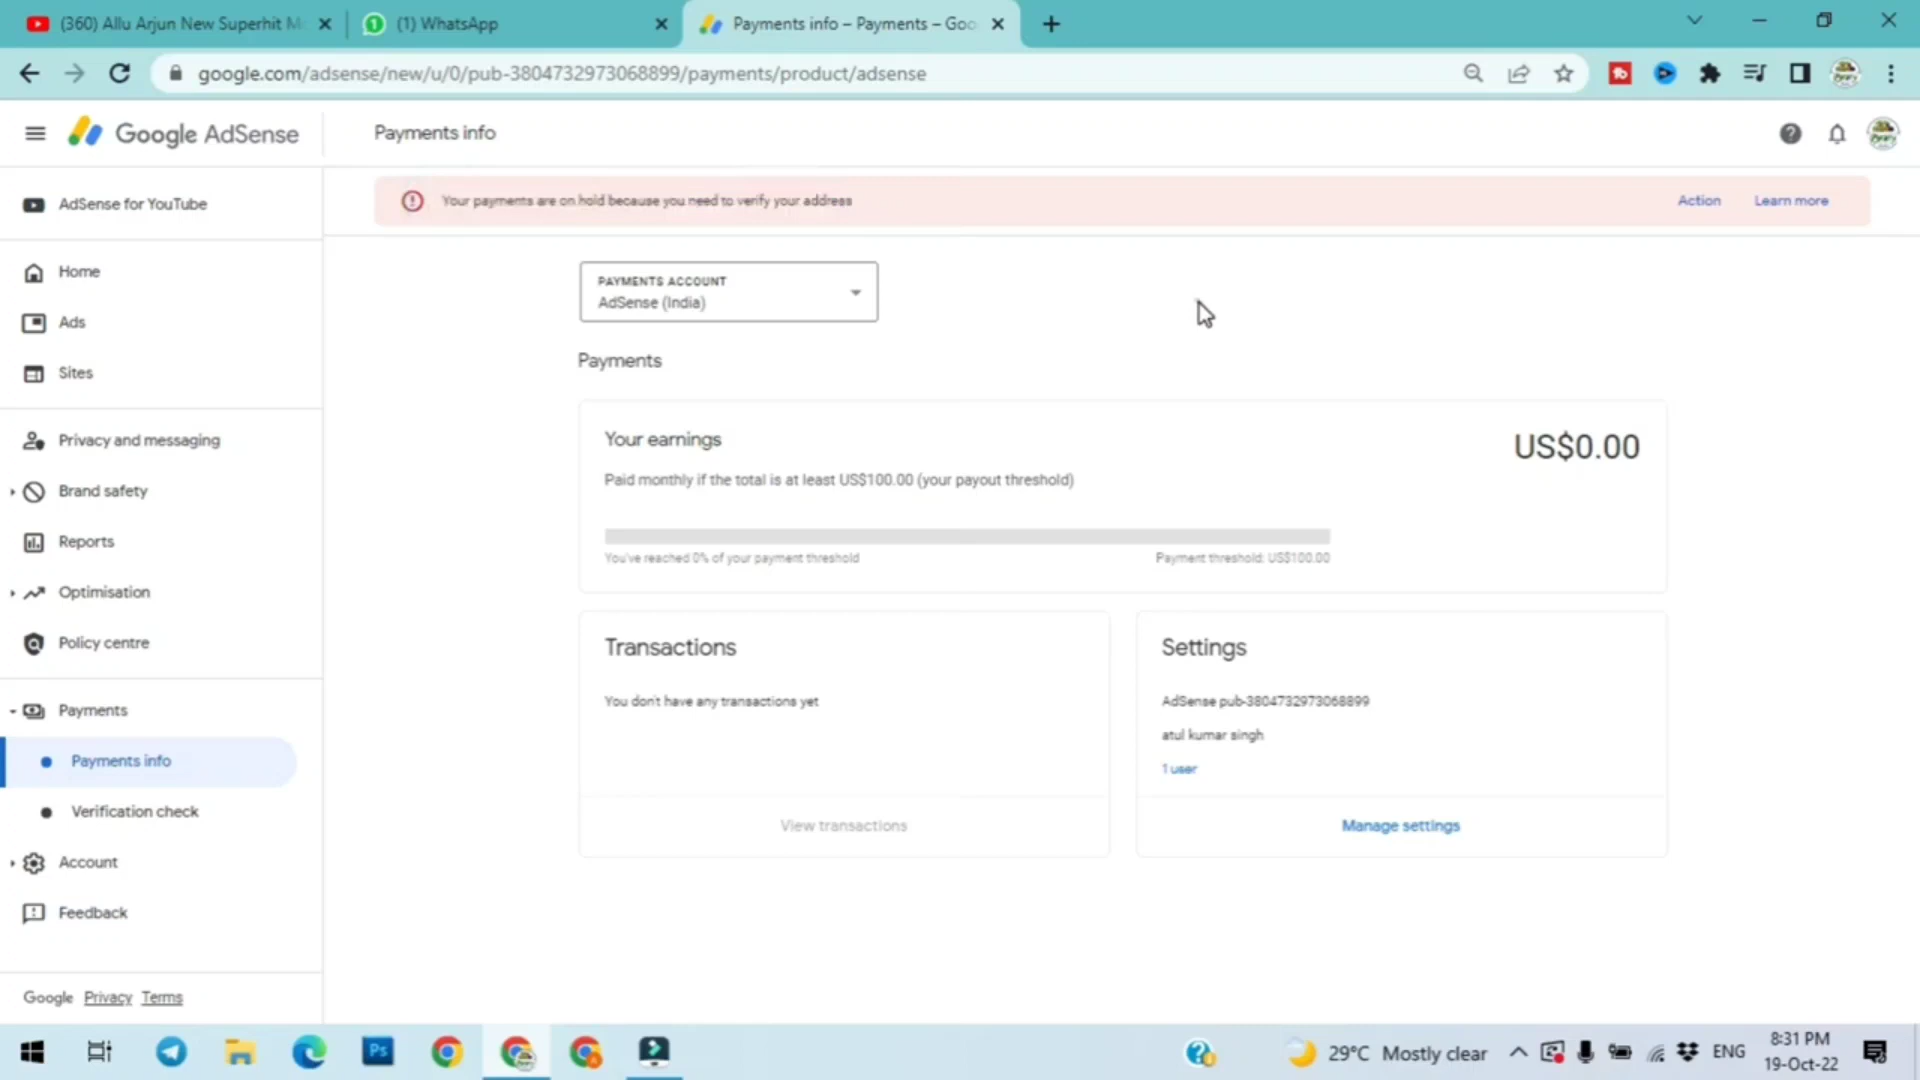 (360) Allu Arjun New Superhit M
(1) WhatsApp
Payments info – Payments – Goo
google.com/adsense/new/u/0/pub-3804732973068899/payments/product/adsense
Google AdSense
Payments info
AdSense for YouTube
Your payments are on hold because you need to verify your address
Action
Learn more
Home
Ads
Sites
Privacy and messaging
Brand safety
Reports
Optimisation
Policy centre
Payments
Payments info
Verification check
Account
Feedback
Google Privacy Terms
PAYMENTS ACCOUNT
AdSense (India)
Payments
Your earnings
US$0.00
Paid monthly if the total is at least US$100.00 (your payout threshold)
You've reached 0% of your payment threshold
Payment threshold: US$100.00
Transactions
You don't have any transactions yet
View transactions
Settings
AdSense pub-3804732973068899
atul kumar singh
1 user
Manage settings
Ps
29°C Mostly clear
ENG
8:31 PM
19-Oct-22